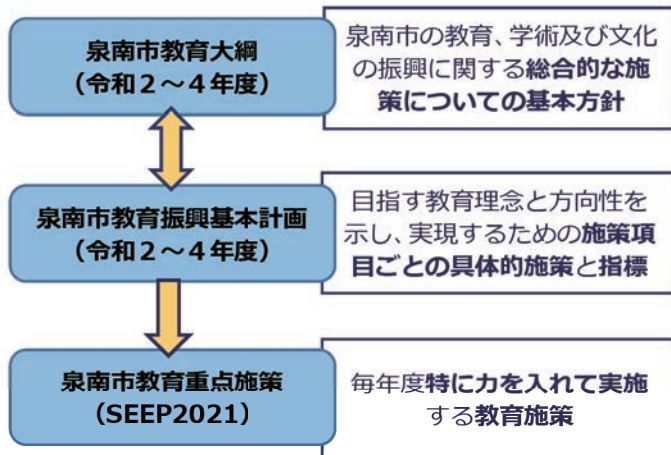 泉南市教育大綱
（令和２～４年度）
泉南市の教育、学術及び文化
の振興に関する総合的な施
策についての基本方針
泉南市教育振興基本計画
（令和２～４年度）
目指す教育理念と方向性を
示し、実現するための施策項
目ごとの具体的施策と指標
泉南市教育重点施策
（SEEP2021）
毎年度特に力を入れて実施
する教育施策